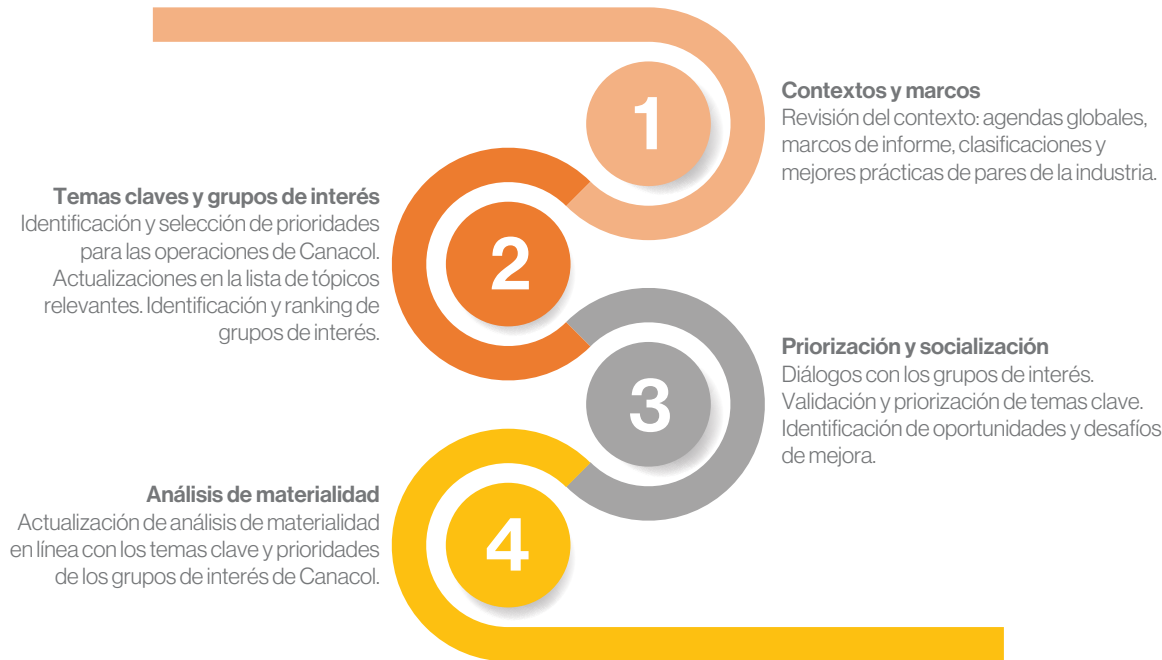 1
Contextos y marcos
Revisión del contexto: agendas globales,
marcos de informe, clasificaciones y
mejores prácticas de pares de la industria.
2
Temas claves y grupos de interés
Identificación y selección de prioridades
para las operaciones de Canacol.
Actualizaciones en la lista de tópicos
relevantes. Identificación y ranking de
grupos de interés.
3
Priorización y socialización
Diálogos con los grupos de interés.
Validación y priorización de temas clave.
Identificación de oportunidades y desafíos
de mejora.
4
Análisis de materialidad
Actualización de análisis de materialidad
en línea con los temas clave y prioridades
de los grupos de interés de Canacol.